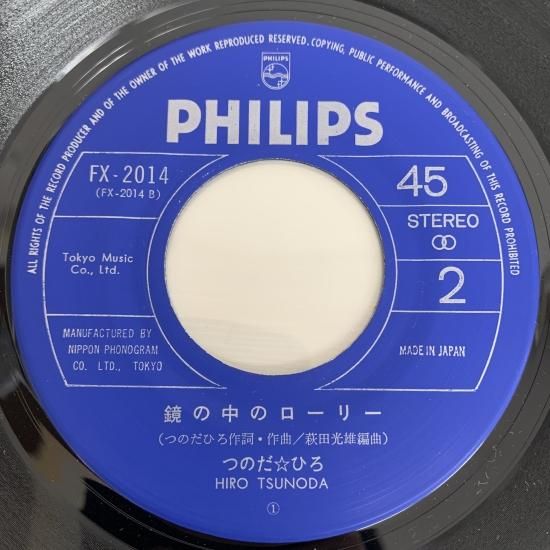 ALL RIGHTS OF THE RECORD PRODUCER AND OF THE OWNER OF THE WORK REPRODUCED RESERVED. COPYING, PUBLIC PERFORMANCE AND BROADCASTING OF THIS RECORD PROHIBITED
PHILIPS
PHILIPS
FX-2014
(FX-2014 B)
45
STEREO
Tokyo Music
Co., Ltd.
2
MANUFACTURED BY
NIPPON PHONOGRAM
CO. LTD., TOKYO
MADE IN JAPAN
鏡の中のローリー
(つのだひろ作詞・作曲/萩田光雄編曲)
つのだ☆ひろ
HIRO TSUNODA
①